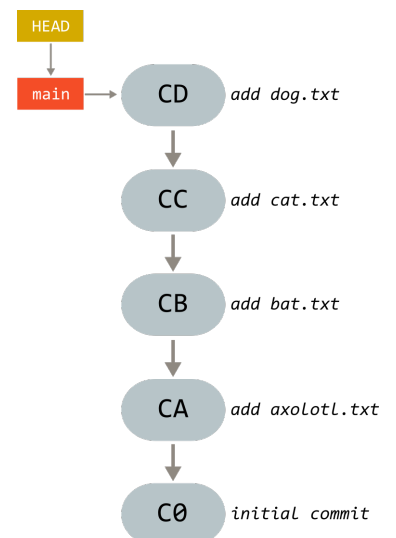 HEAD
main
CD add dog.txt
CC add cat.txt
CB add bat.txt
CA add axolotl.txt
C0 initial commit